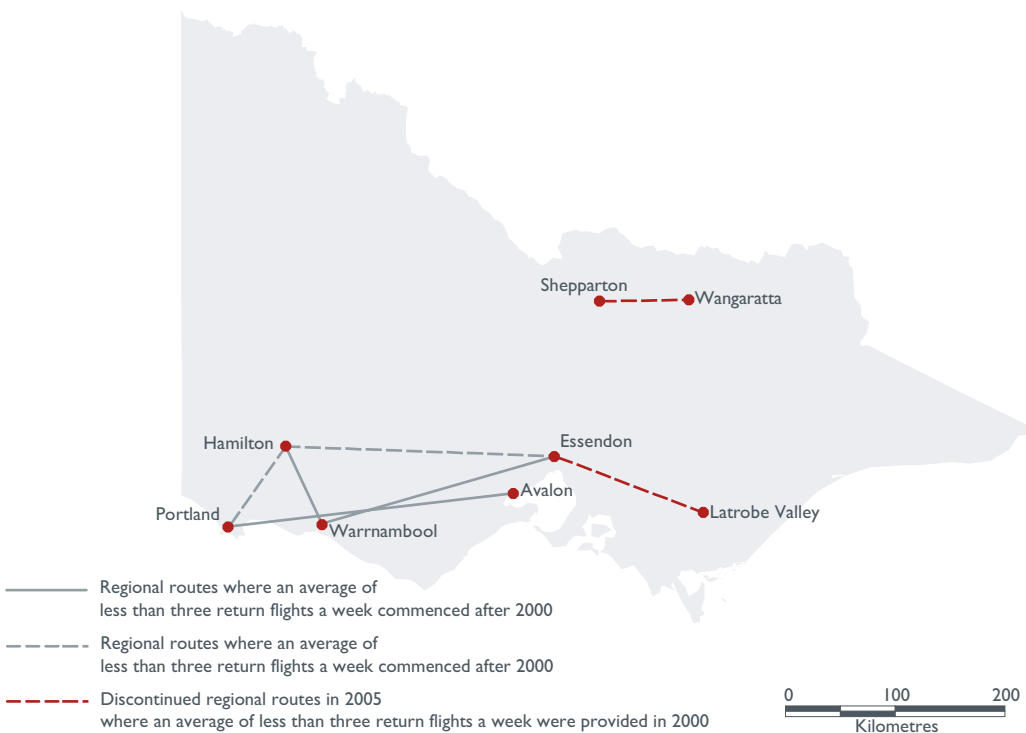 Shepparton
Wangaratta
Hamilton
Essendon
Avalon
Portland
Warrnambool
Latrobe Valley
Regional routes where an average of
less than three return flights a week commenced after 2000
Regional routes where an average of
less than three return flights a week commenced after 2000
Discontinued regional routes in 2005
where an average of less than three return flights a week were provided in 2000
0 100 200
Kilometres